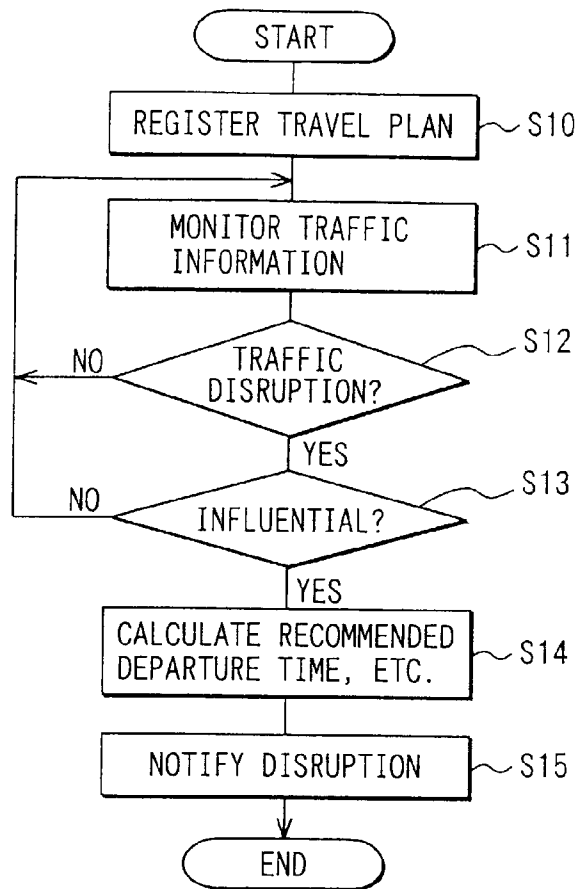 START
REGISTER TRAVEL PLAN
S10
MONITOR TRAFFIC
INFORMATION
S11
TRAFFIC
DISRUPTION?
S12
NO
YES
INFLUENTIAL?
S13
NO
YES
CALCULATE RECOMMENDED
DEPARTURE TIME, ETC.
S14
NOTIFY DISRUPTION
S15
END